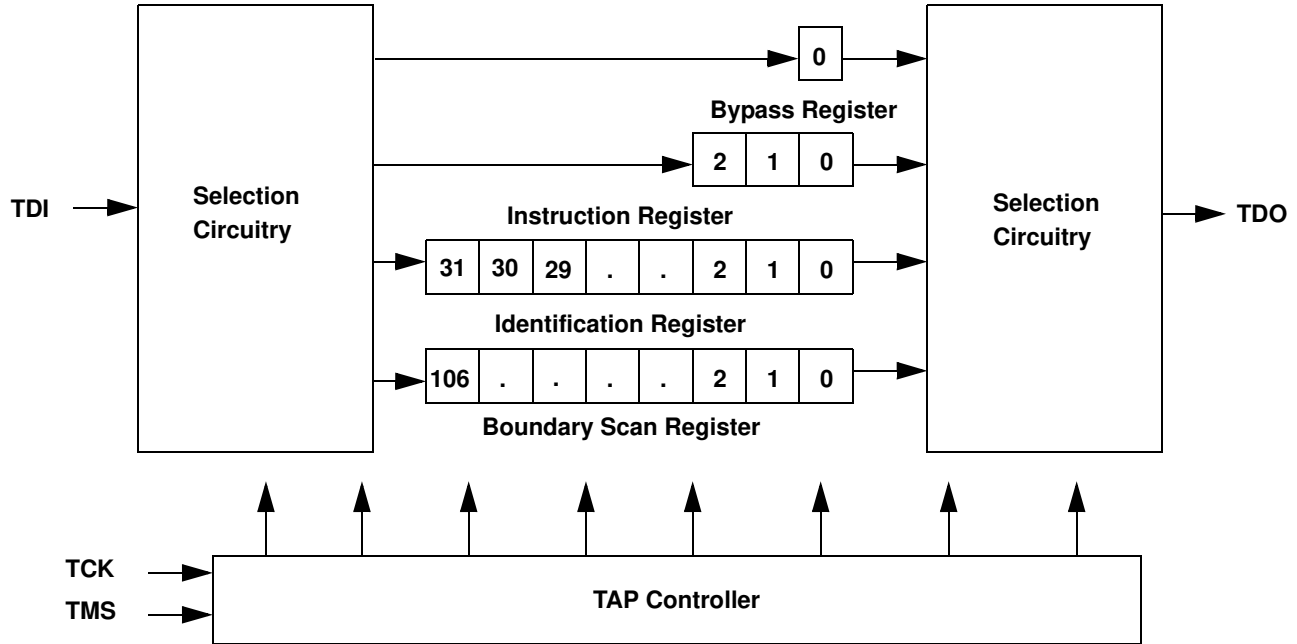 0
Bypass Register
2 1 0
TDI
Selection
Circuitry
Instruction Register
Selection
Circuitry
TDO
31 30 29 . . 2 1 0
Identification Register
106 . . . . 2 1 0
Boundary Scan Register
TCK
TMS
TAP Controller